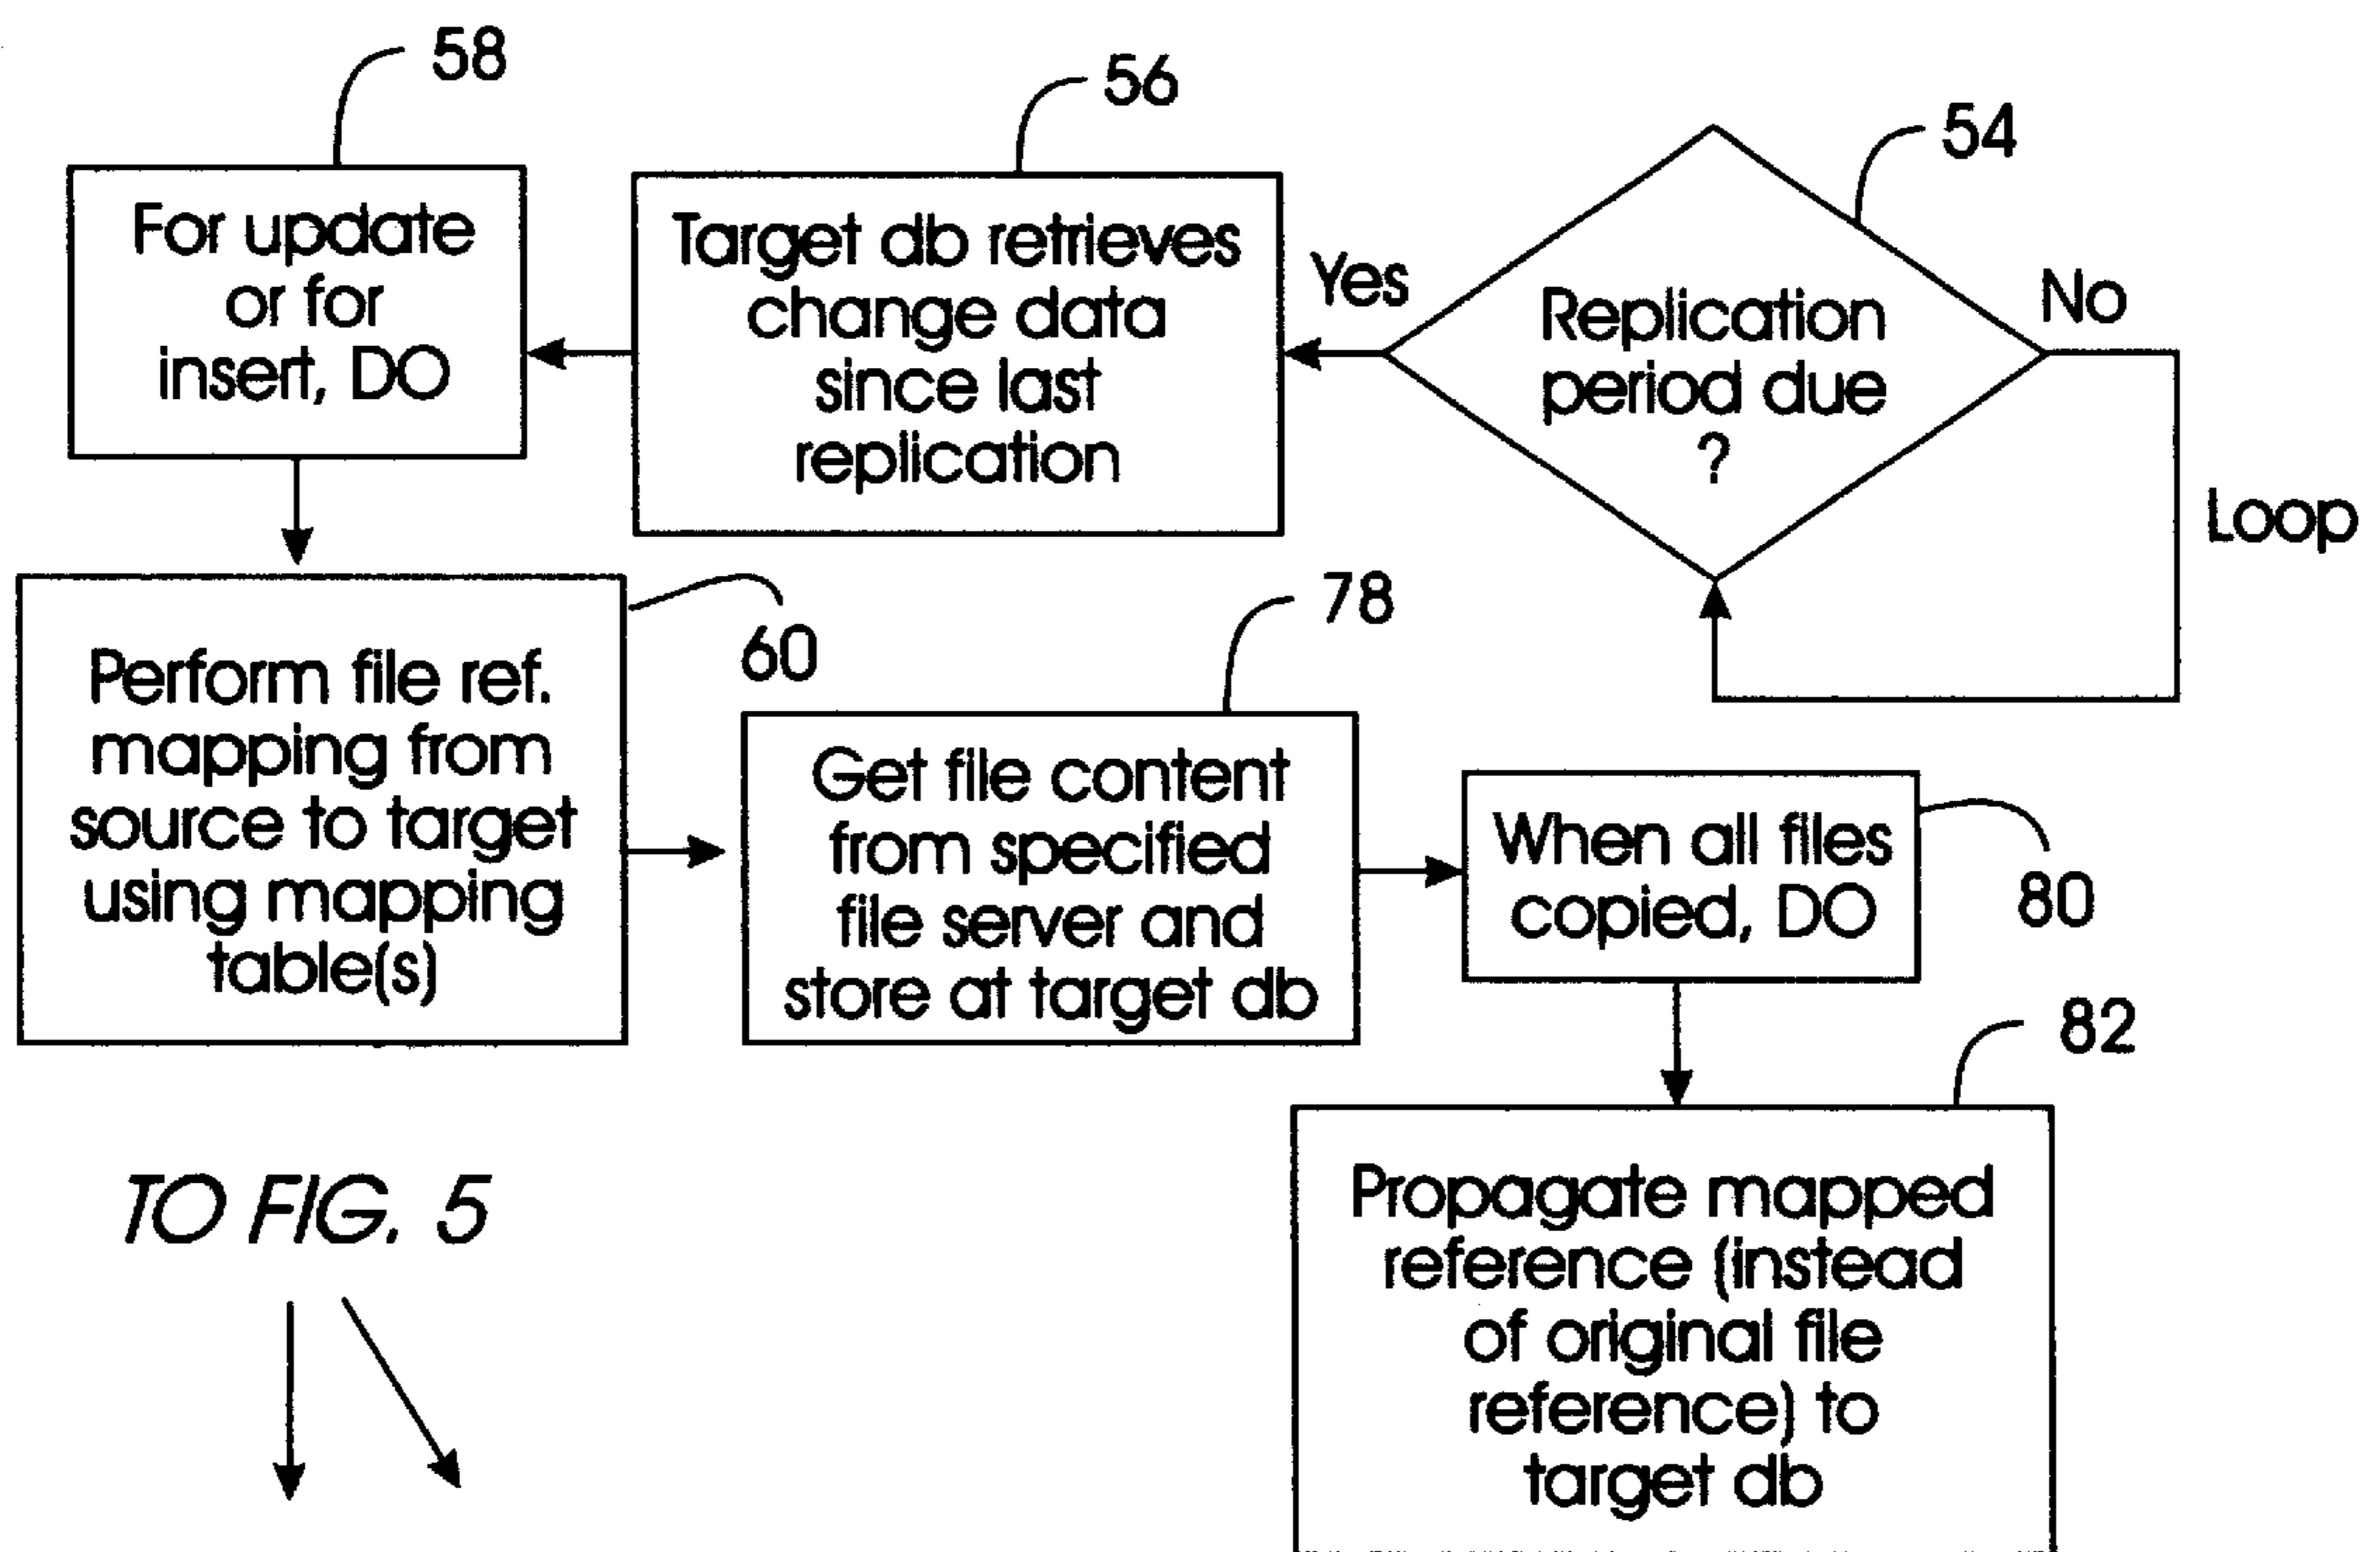 58
56
54
For update
or for
insert, DO
Target db retrieves
change data
since last
replication
Yes
Replication
period due
?
No
Loop
60
Perform file ref.
mapping from
source to target
using mapping
table(s)
78
Get file content
from specified
file server and
store at target db
When all files
copied, DO
80
82
Propagate mapped
reference (instead
of original file
reference) to
target db
TO FIG. 5